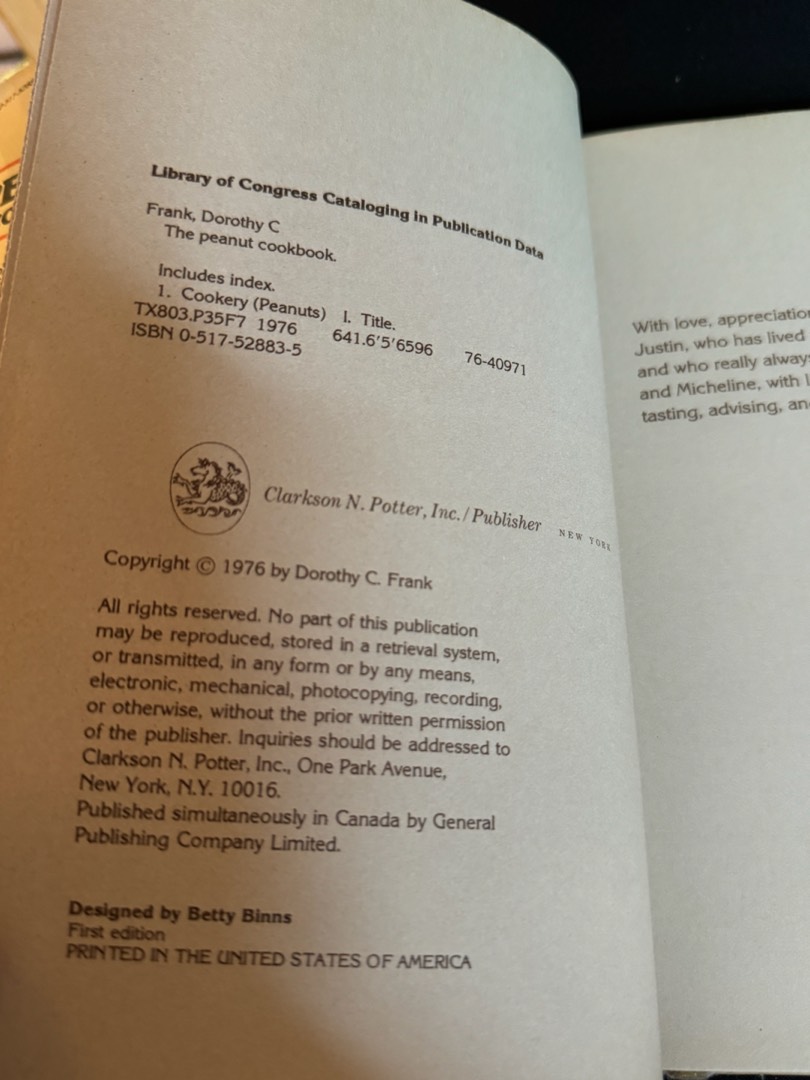 Library of Congress Cataloging in Publication Data
Frank, Dorothy C
The peanut cookbook.
Includes index.
1. Cookery (Peanuts) I. Title.
TX803.P35F7 1976 641.6'5'6596 76-40971
ISBN 0-517-52883-5
Clarkson N. Potter, Inc./Publisher NEW YORK
Copyright © 1976 by Dorothy C. Frank
All rights reserved. No part of this publication
may be reproduced, stored in a retrieval system,
or transmitted, in any form or by any means,
electronic, mechanical, photocopying, recording,
or otherwise, without the prior written permission
of the publisher. Inquiries should be addressed to
Clarkson N. Potter, Inc., One Park Avenue,
New York, N.Y. 10016.
Published simultaneously in Canada by General
Publishing Company Limited.
Designed by Betty Binns
First edition
PRINTED IN THE UNITED STATES OF AMERICA
With love, appreciatio
Justin, who has lived
and who really always
and Micheline, with l
tasting, advising, an